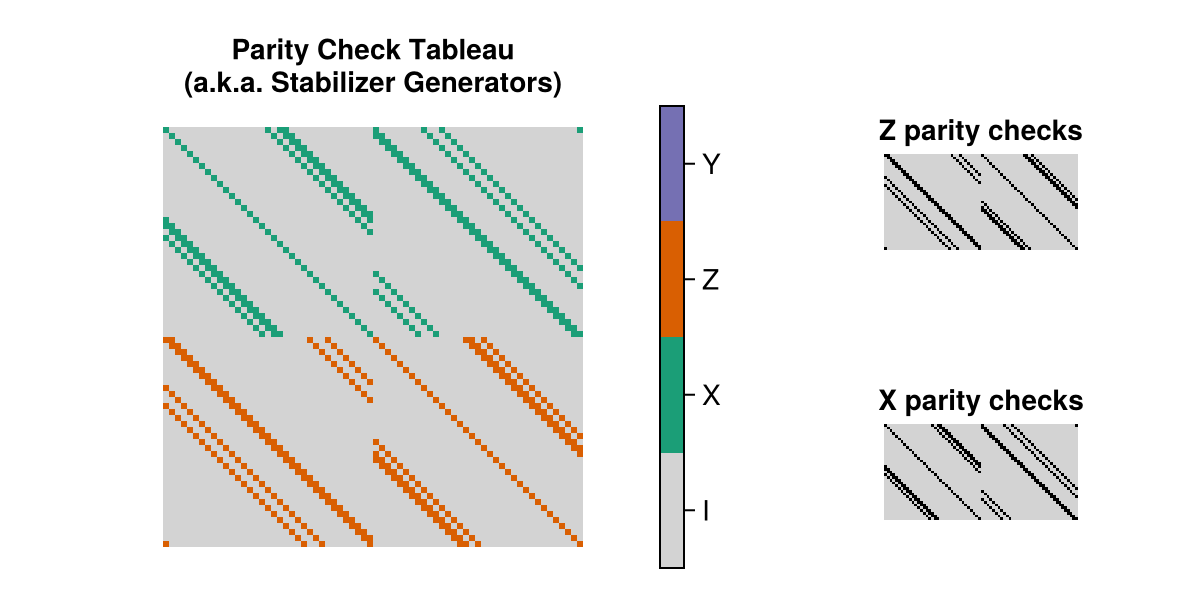 Parity Check Tableau
(a.k.a. Stabilizer Generators)
Y
Z
X
I
Z parity checks
X parity checks